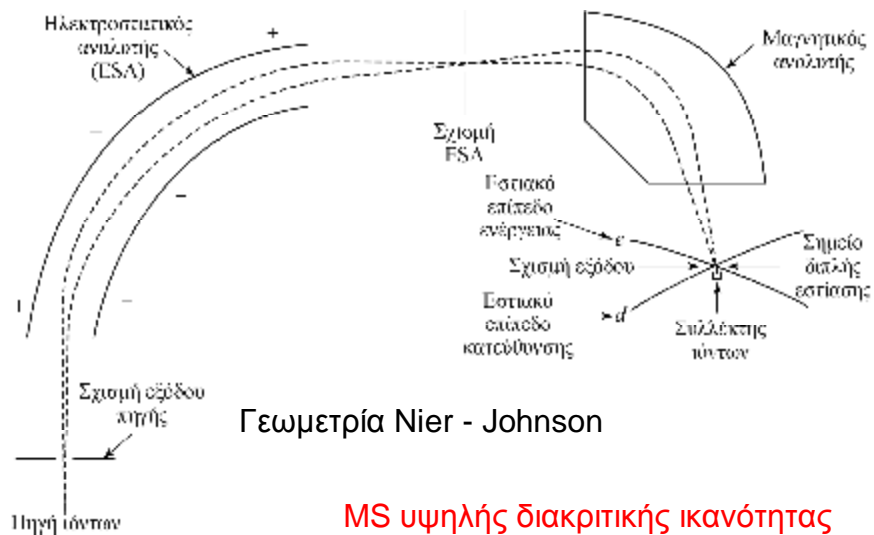 Ηλεκτροστατικός
αναλυτής
(ESA)
+
Μαγνητικός
αναλυτής
−
Σχισμή
ESA
−
Εστιακό
επίπεδο
ενέργειας
e
Σχισμή εξόδου
Σημείο
διπλής
εστίασης
−
Εστιακό
επίπεδο
κατεύθυνσης
d
Συλλέκτης
ιόντων
Σχισμή εξόδου
πηγής
Γεωμετρία Nier - Johnson
Πηγή ιόντων
MS υψηλής διακριτικής ικανότητας